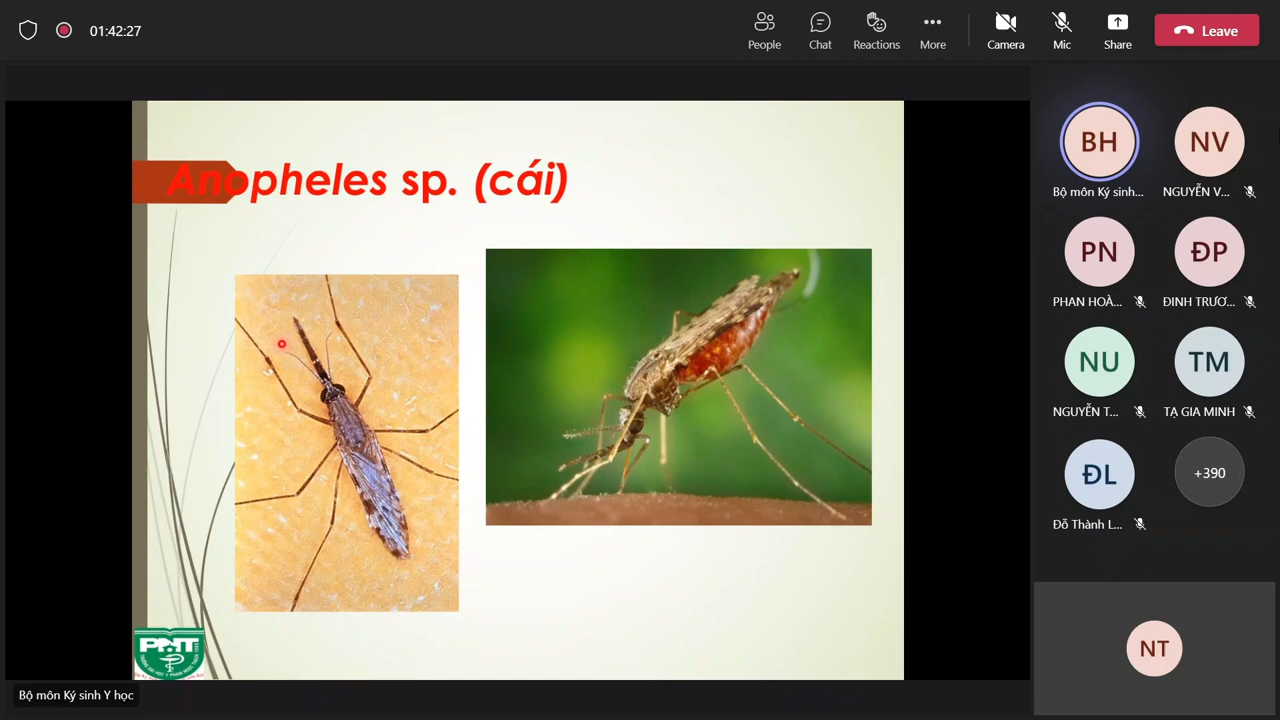 01:42:27
People
Chat
Reactions
More
Camera
Mic
Share
Leave
Anopheles sp. (cái)
BH
Bộ môn Ký sinh...
NV
NGUYỄN V...
PN
PHAN HOÀ...
ĐP
ĐINH TRƯƠ...
NU
NGUYỄN T...
TM
TẠ GIA MINH
ĐL
Đỗ Thành L...
+390
NT
PNT
Bộ môn Ký sinh Y học